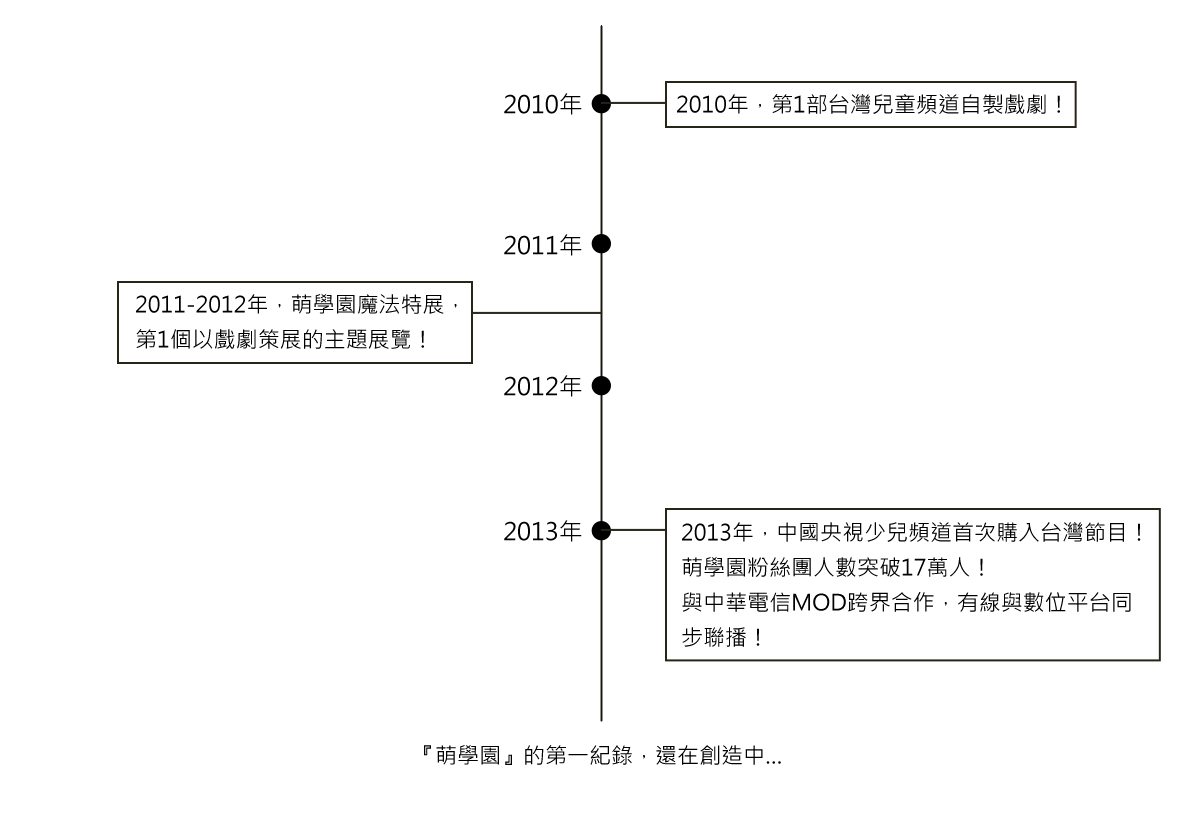 2010年
2010年，第1部台灣兒童頻道自製戲劇！
2011年
2011-2012年，萌學園魔法特展，
第1個以戲劇策展的主題展覽！
2012年
2013年
2013年，中國央視少兒頻道首次購入台灣節目！
萌學園粉絲團人數突破17萬人！
與中華電信MOD跨界合作，有線與數位平台同
步聯播！
『萌學園』的第一紀錄，還在創造中...